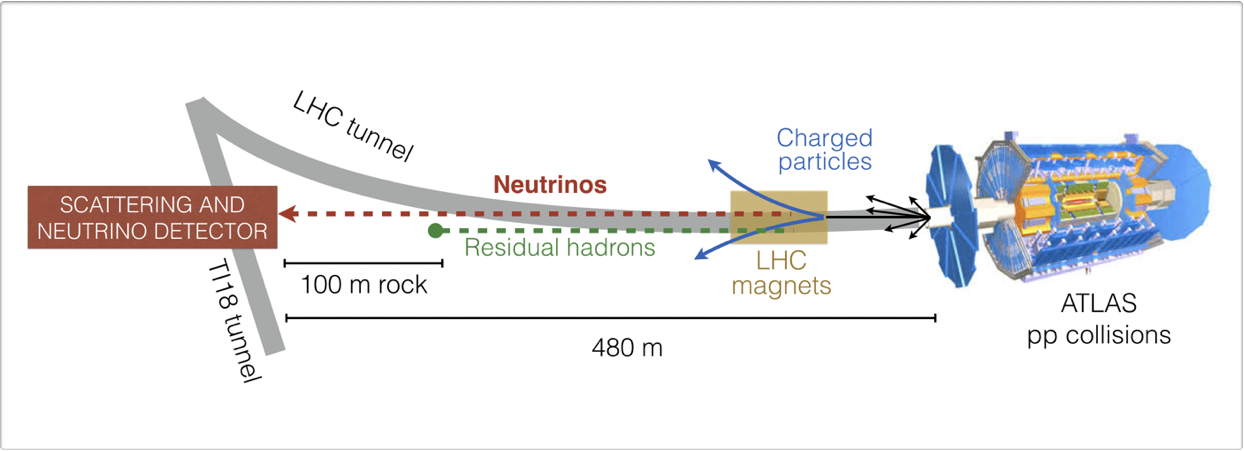 LHC tunnel
Charged
particles
Neutrinos
SCATTERING AND
NEUTRINO DETECTOR
Residual hadrons
LHC
magnets
100 m rock
TI18 tunnel
ATLAS
pp collisions
480 m